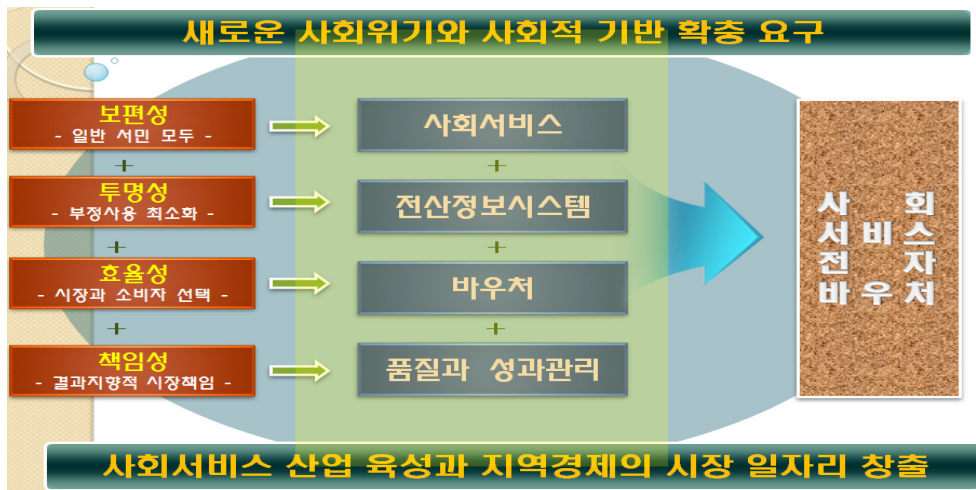 새로운 사회위기와 사회적 기반 확충 요구
보편성
- 일반 서민 모두 -
사회서비스
+
+
투명성
- 부정사용 최소화 -
전산정보시스템
+
+
효율성
- 시장과 소비자 선택 -
바우처
+
+
책임성
- 결과지향적 시장책임 -
품질과 성과관리
사 회
서 비 스
전 자
바 우 처
사회서비스 산업 육성과 지역경제의 시장 일자리 창출